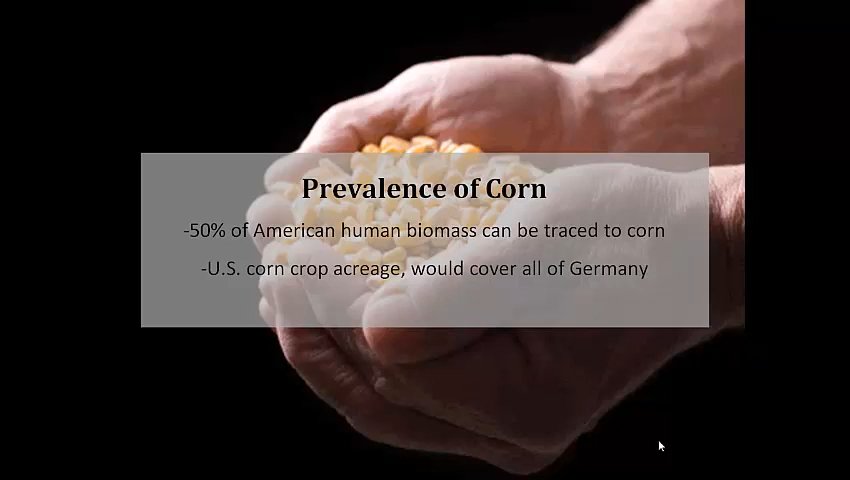 Prevalence of Corn
-50% of American human biomass can be traced to corn
-U.S. corn crop acreage, would cover all of Germany